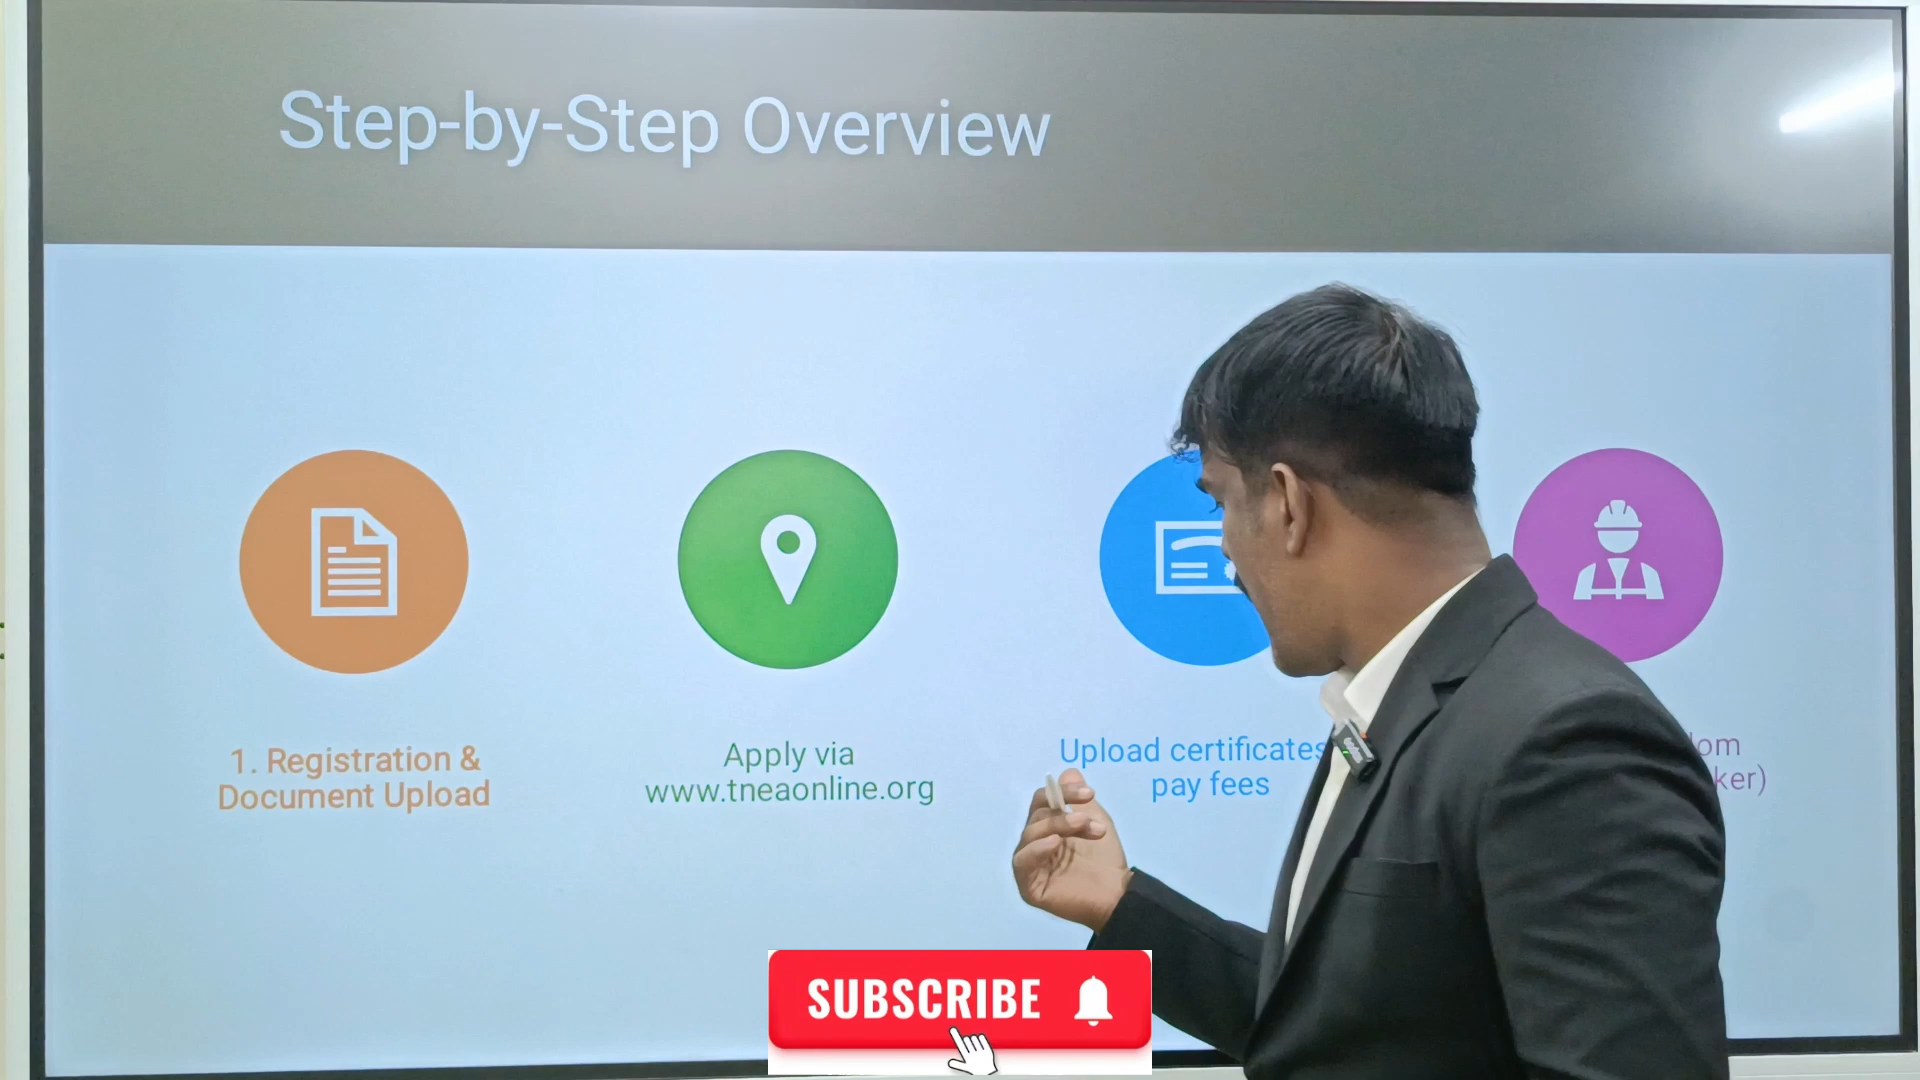 Step-by-Step Overview
1. Registration &
Document Upload
Apply via
www.tneaonline.org
Upload certificates
pay fees
SUBSCRIBE